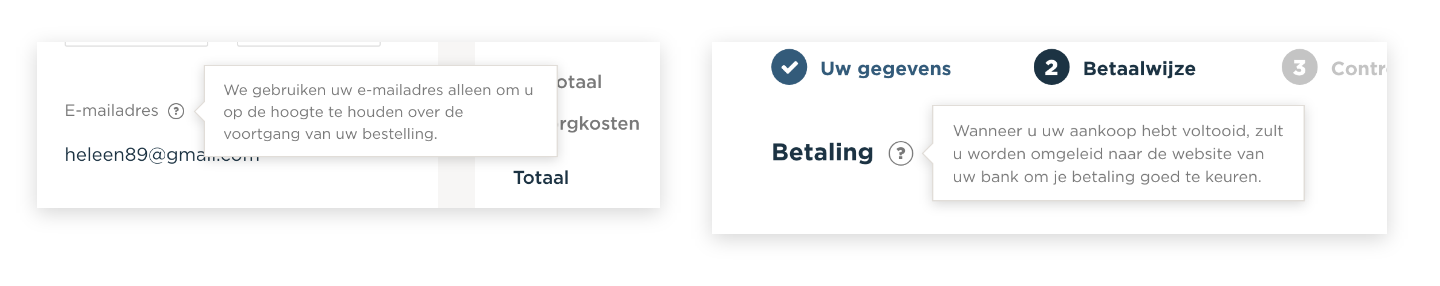 We gebruiken uw e-mailadres alleen om u
op de hoogte te houden over de
voortgang van uw bestelling.
E-mailadres ?
heleen89@gmail.com
otaal
rgkosten
Totaal
Uw gegevens
2 Betaalwijze
3 Contr
Betaling ?
Wanneer u uw aankoop hebt voltooid, zult
u worden omgeleid naar de website van
uw bank om je betaling goed te keuren.